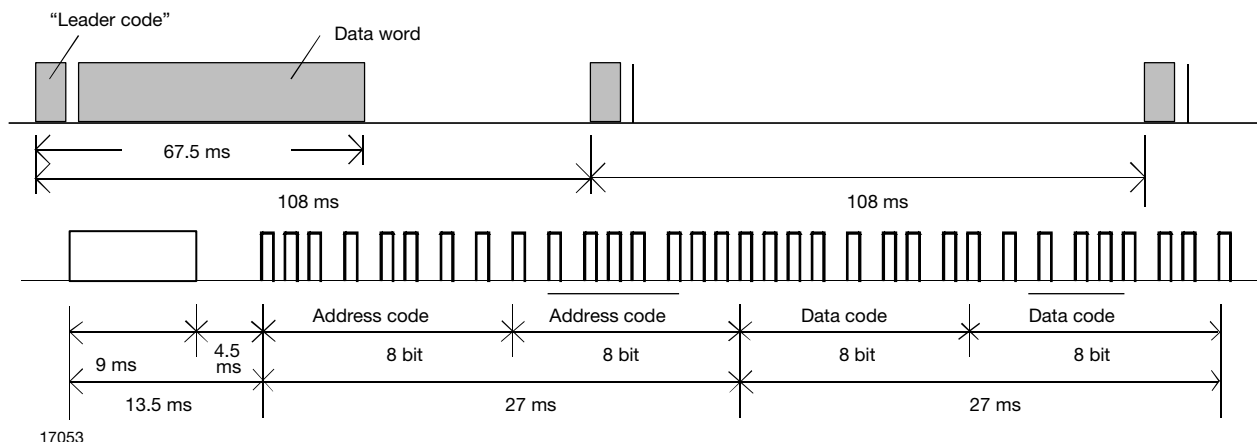 “Leader code”
Data word
67.5 ms
108 ms
108 ms
Address code
Address code
Data code
Data code
9 ms
4.5
ms
8 bit
8 bit
8 bit
8 bit
13.5 ms
27 ms
27 ms
17053